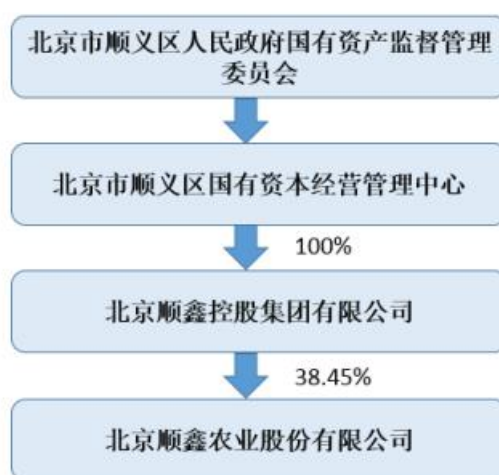 北京市顺义区人民政府国有资产监督管理
委员会
北京市顺义区国有资本经营管理中心
100%
北京顺鑫控股集团有限公司
38.45%
北京顺鑫农业股份有限公司